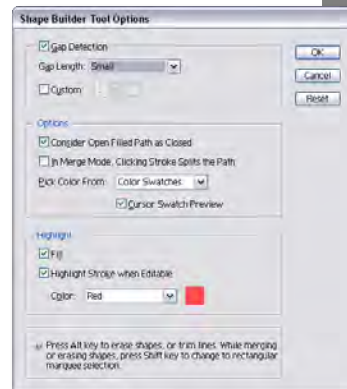 Shape Builder Tool Options
Gap Detection
Gap Length: Small
Custom:
OK
Cancel
Reset
Options
Consider Open Filled Path as Closed
In Merge Mode, Clicking Stroke Splits the Path
Pick Color From: Color Swatches
Cursor Swatch Preview
Highlight
Fill
Highlight Stroke when Editable
Color: Red
Press Alt key to erase shapes, or trim lines. While merging
or erasing shapes, press Shift key to change to rectangular
marquee selection.